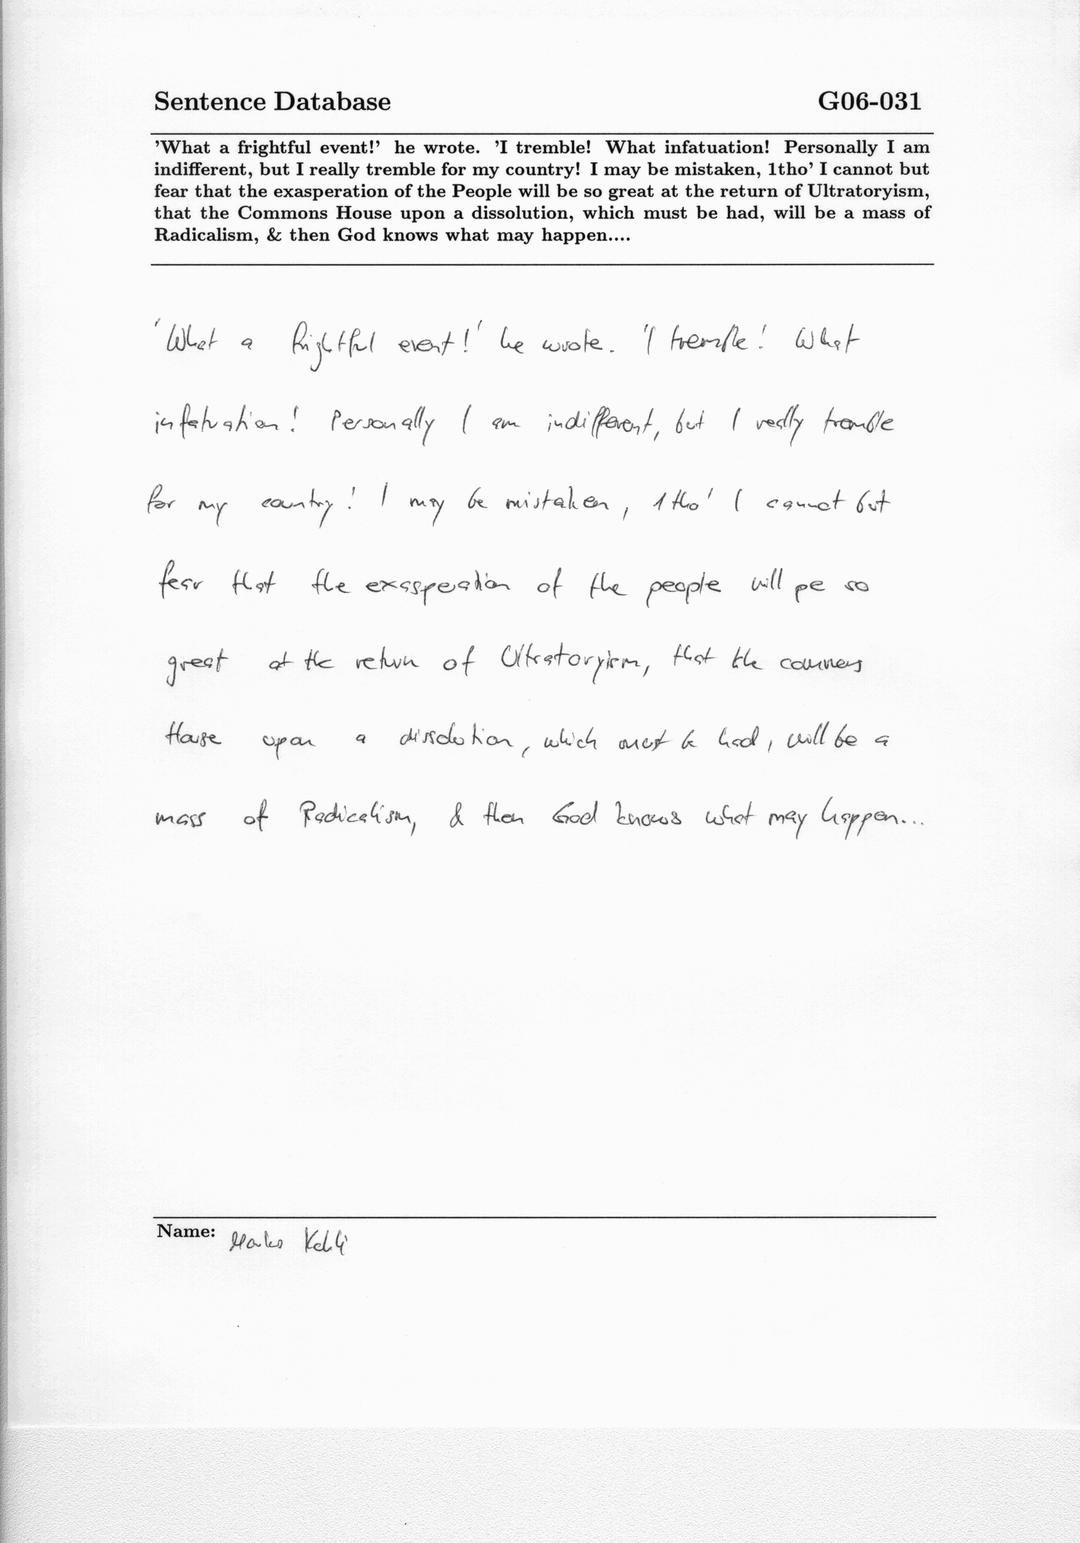 Sentence Database G06-031
'What a frightful event!' he wrote. 'I tremble! What infatuation! Personally I am
indifferent, but I really tremble for my country! I may be mistaken, 1tho' I cannot but
fear that the exasperation of the People will be so great at the return of Ultratoryism,
that the Commons House upon a dissolution, which must be had, will be a mass of
Radicalism, & then God knows what may happen....
'What a frightful event!' he wrote. 'I tremble! What
infatuation! Personally I am indifferent, but I really tremble
for my country! I may be mistaken, 1tho' I cannot but
fear that the exasperation of the people will pe so
great at the return of Ultratoryism, that the commons
House upon a dissolution, which must be had, will be a
mass of Radicalism, & then God knows what may happen...
Name: